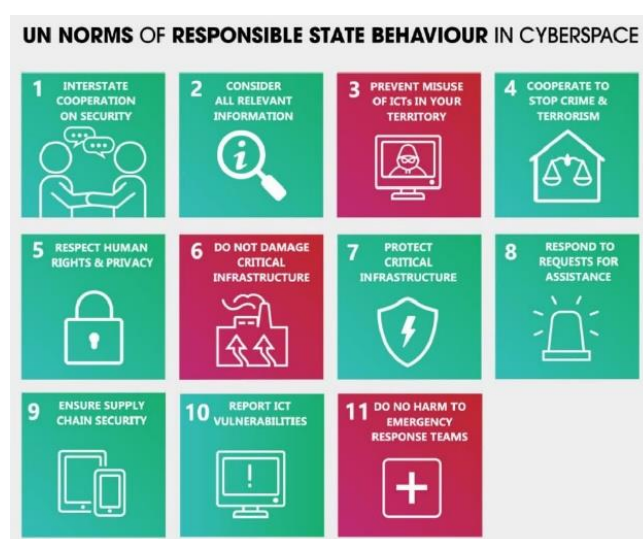 UN NORMS OF RESPONSIBLE STATE BEHAVIOUR IN CYBERSPACE
1 INTERSTATE
COOPERATION
ON SECURITY
2 CONSIDER
ALL RELEVANT
INFORMATION
i
3 PREVENT MISUSE
OF ICTs IN YOUR
TERRITORY
4 COOPERATE TO
STOP CRIME &
TERRORISM
5 RESPECT HUMAN
RIGHTS & PRIVACY
6 DO NOT DAMAGE
CRITICAL
INFRASTRUCTURE
7 PROTECT
CRITICAL
INFRASTRUCTURE
8 RESPOND TO
REQUESTS FOR
ASSISTANCE
9 ENSURE SUPPLY
CHAIN SECURITY
10 REPORT ICT
VULNERABILITIES
!
11 DO NO HARM TO
EMERGENCY
RESPONSE TEAMS